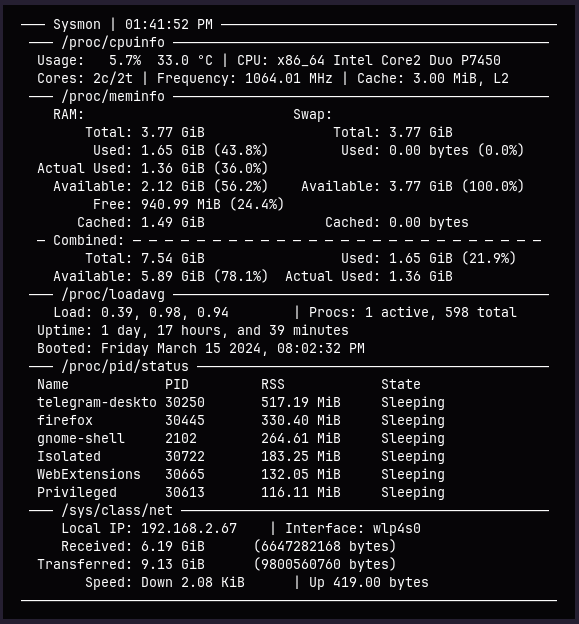 ─── Sysmon | 01:41:52 PM ───
─── /proc/cpuinfo ───
Usage: 5.7% 33.0 °C | CPU: x86_64 Intel Core2 Duo P7450
Cores: 2c/2t | Frequency: 1064.01 MHz | Cache: 3.00 MiB, L2
─── /proc/meminfo ───
RAM: Swap:
Total: 3.77 GiB Total: 3.77 GiB
Used: 1.65 GiB (43.8%) Used: 0.00 bytes (0.0%)
Actual Used: 1.36 GiB (36.0%)
Available: 2.12 GiB (56.2%) Available: 3.77 GiB (100.0%)
Free: 940.99 MiB (24.4%)
Cached: 1.49 GiB Cached: 0.00 bytes
─ Combined: ─ ─ ─
Total: 7.54 GiB Used: 1.65 GiB (21.9%)
Available: 5.89 GiB (78.1%) Actual Used: 1.36 GiB
─── /proc/loadavg ───
Load: 0.39, 0.98, 0.94 | Procs: 1 active, 598 total
Uptime: 1 day, 17 hours, and 39 minutes
Booted: Friday March 15 2024, 08:02:32 PM
─── /proc/pid/status ───
Name PID RSS State
telegram-deskto 30250 517.19 MiB Sleeping
firefox 30445 330.40 MiB Sleeping
gnome-shell 2102 264.61 MiB Sleeping
Isolated 30722 183.25 MiB Sleeping
WebExtensions 30665 132.05 MiB Sleeping
Privileged 30613 116.11 MiB Sleeping
─── /sys/class/net ───
Local IP: 192.168.2.67 | Interface: wlp4s0
Received: 6.19 GiB (6647282168 bytes)
Transferred: 9.13 GiB (9800560760 bytes)
Speed: Down 2.08 KiB | Up 419.00 bytes